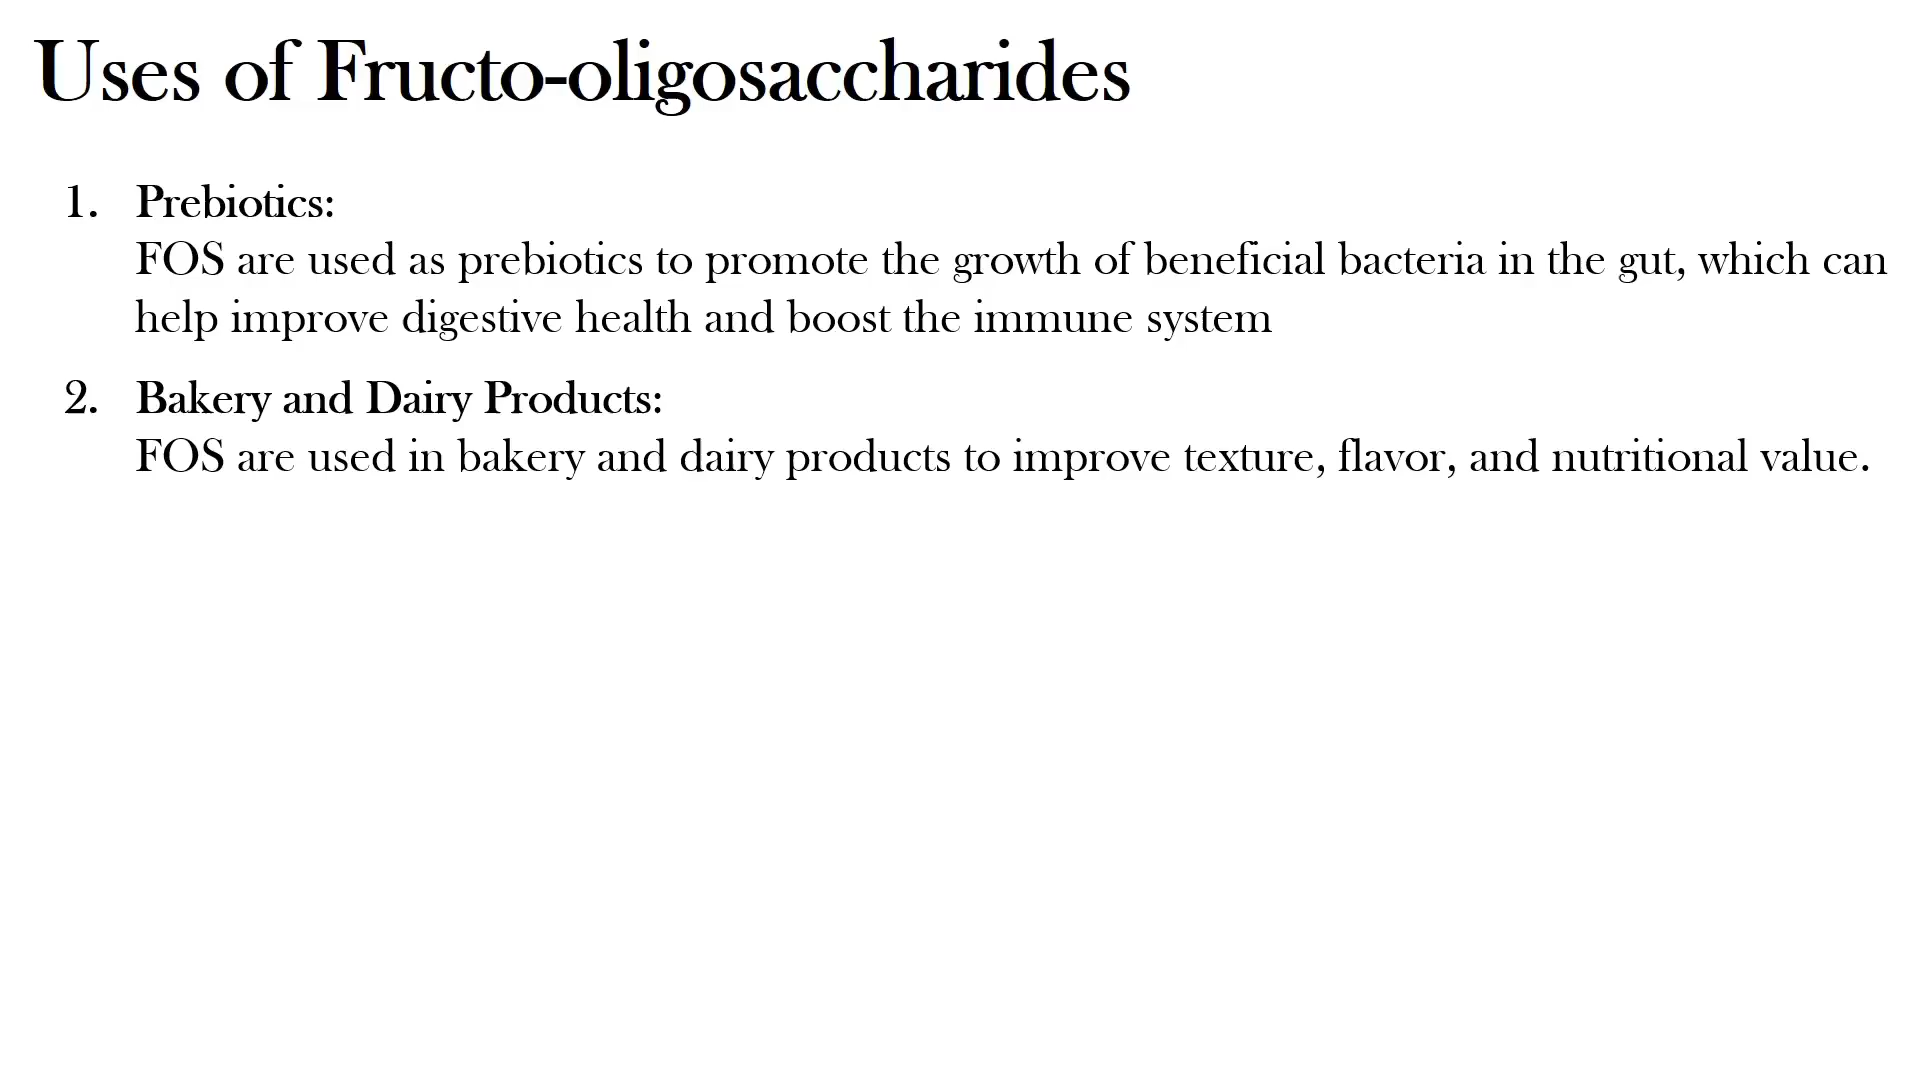 Uses of Fructo-oligosaccharides
1. Prebiotics:
FOS are used as prebiotics to promote the growth of beneficial bacteria in the gut, which can
help improve digestive health and boost the immune system
2. Bakery and Dairy Products:
FOS are used in bakery and dairy products to improve texture, flavor, and nutritional value.